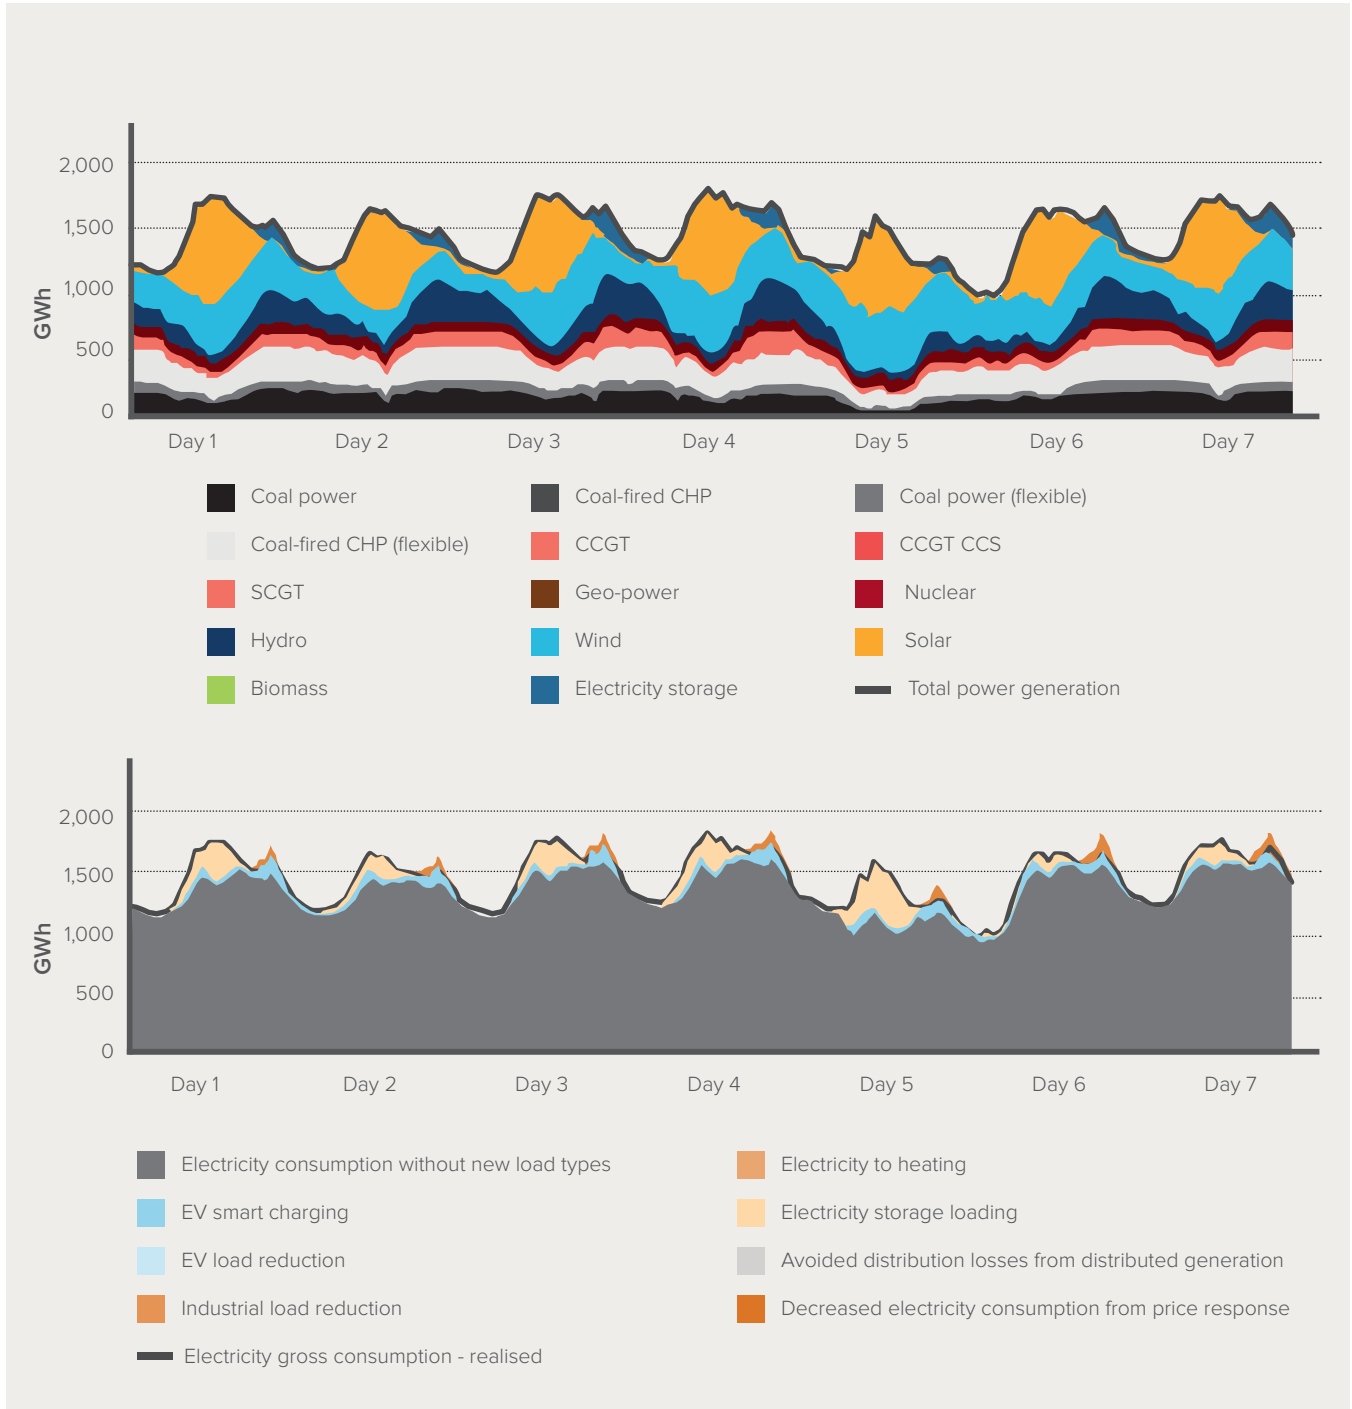 2,000
1,500
1,000
500
0
GWh
Day 1 Day 2 Day 3 Day 4 Day 5 Day 6 Day 7
Coal power Coal-fired CHP Coal power (flexible)
Coal-fired CHP (flexible) CCGT CCGT CCS
SCGT Geo-power Nuclear
Hydro Wind Solar
Biomass Electricity storage Total power generation
2,000
1,500
1,000
500
0
GWh
Day 1 Day 2 Day 3 Day 4 Day 5 Day 6 Day 7
Electricity consumption without new load types Electricity to heating
EV smart charging Electricity storage loading
EV load reduction Avoided distribution losses from distributed generation
Industrial load reduction Decreased electricity consumption from price response
Electricity gross consumption - realised